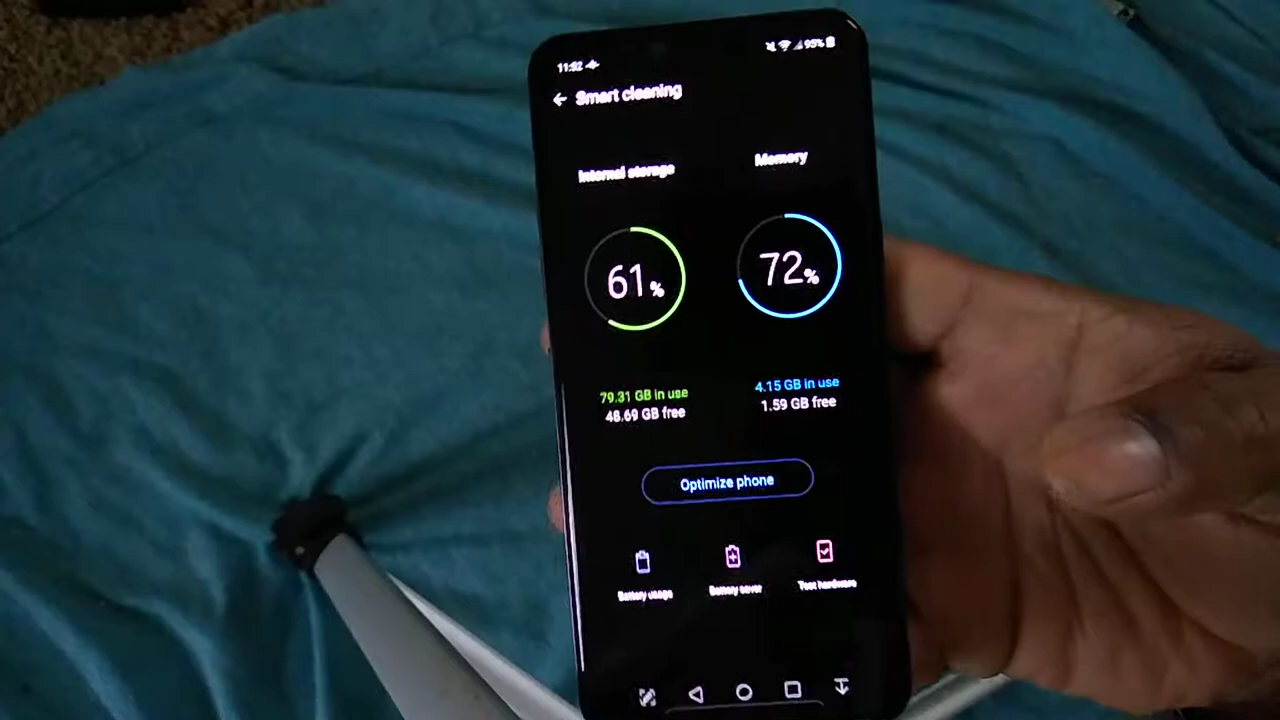 11:32
95%
Smart cleaning
Internal storage
Memory
61%
72%
79.31 GB in use
48.69 GB free
4.15 GB in use
1.59 GB free
Optimize phone
Battery usage
Battery saver
Test hardware